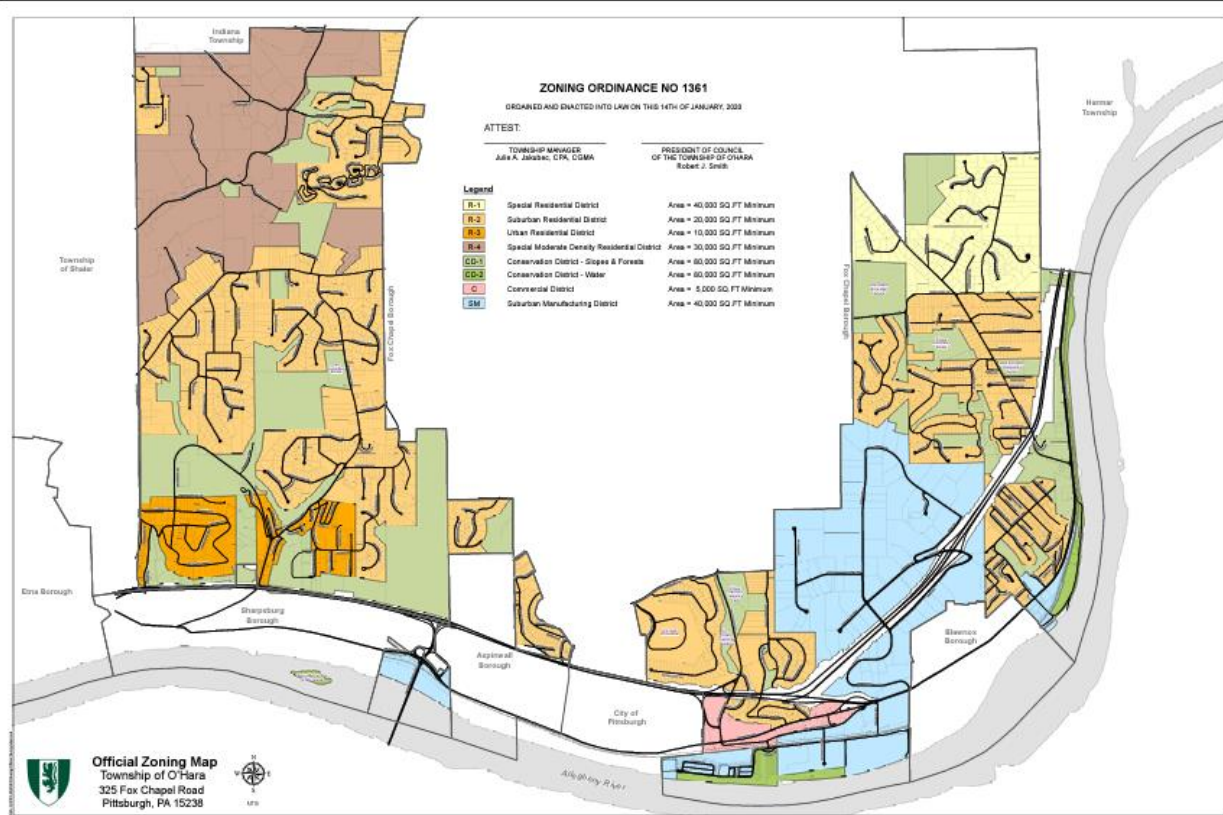 Indiana
Township
ZONING ORDINANCE NO 1361
ORDAINED AND ENACTED INTO LAW ON THIS 14TH OF JANUARY, 2020
ATTEST:
TOWNSHIP MANAGER
Julie A. Jakubec, CPA, CGMA
PRESIDENT OF COUNCIL
OF THE TOWNSHIP OF O'HARA
Robert J. Smith
Harmar
Township
Legend
R-1 Special Residential District Area = 40,000 SQ.FT Minimum
R-2 Suburban Residential District Area = 20,000 SQ.FT Minimum
R-3 Urban Residential District Area = 10,000 SQ.FT Minimum
R-4 Special Moderate Density Residential District Area = 30,000 SQ.FT Minimum
CD-1 Conservation District - Slopes & Forests Area = 60,000 SQ.FT Minimum
CD-2 Conservation District - Water Area = 60,000 SQ.FT Minimum
C Commercial District Area = 5,000 SQ.FT Minimum
SM Suburban Manufacturing District Area = 40,000 SQ.FT Minimum
Township
of Shaler
Fox Chapel Borough
Fox Chapel Borough
Etna Borough
Sharpsburg
Borough
Aspinwall
Borough
City of
Pittsburgh
Blawnox
Borough
Allegheny River
Official Zoning Map
Township of O'Hara
325 Fox Chapel Road
Pittsburgh, PA 15238
N
W
E
S